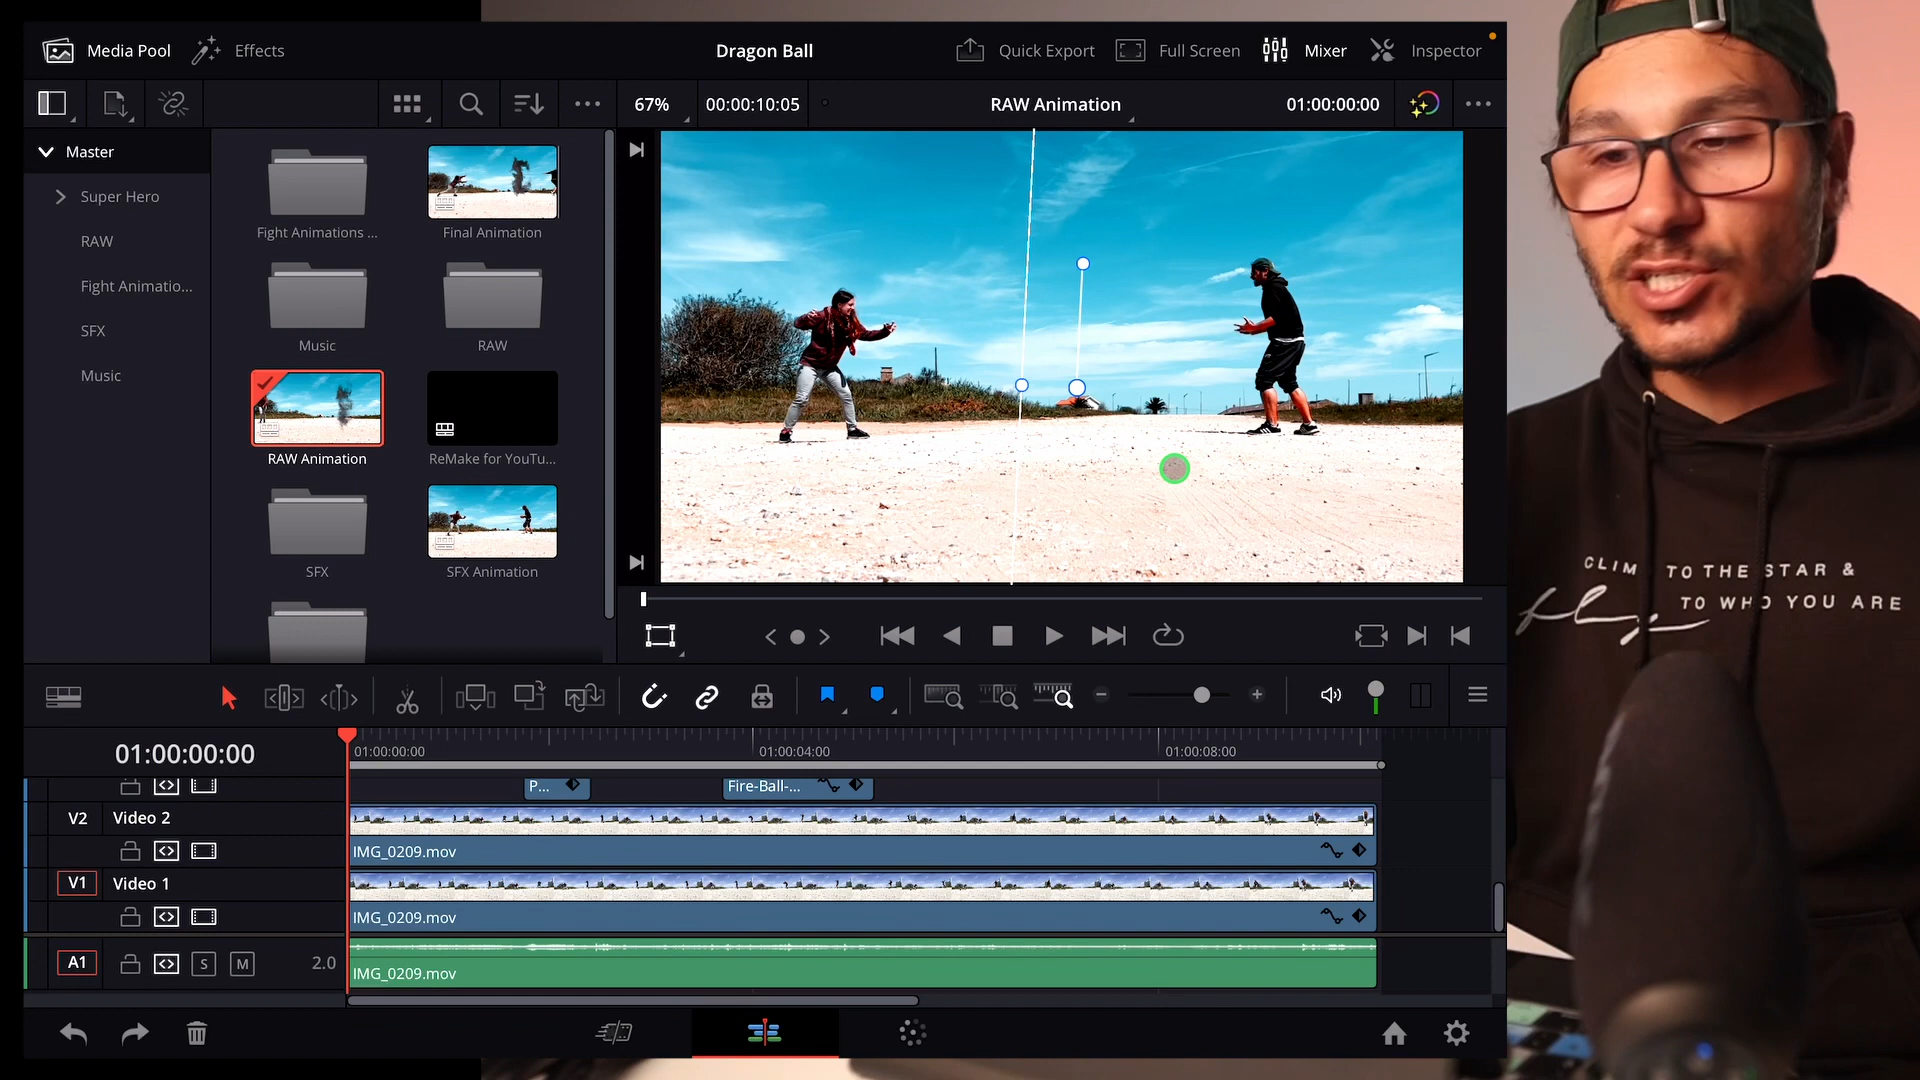 Media Pool
Effects
Dragon Ball
Quick Export
Full Screen
Mixer
Inspector
67%
00:00:10:05
RAW Animation
01:00:00:00
Master
Super Hero
RAW
Fight Animatio...
SFX
Music
Fight Animations ...
Final Animation
Music
RAW
RAW Animation
ReMake for YouTu...
SFX
SFX Animation
01:00:00:00
01:00:00:00
01:00:04:00
01:00:08:00
P...
Fire-Ball-...
V2
Video 2
IMG_0209.mov
V1
Video 1
IMG_0209.mov
A1
S
M
2.0
IMG_0209.mov
CLIM TO THE STAR &
fly TO WHO YOU ARE